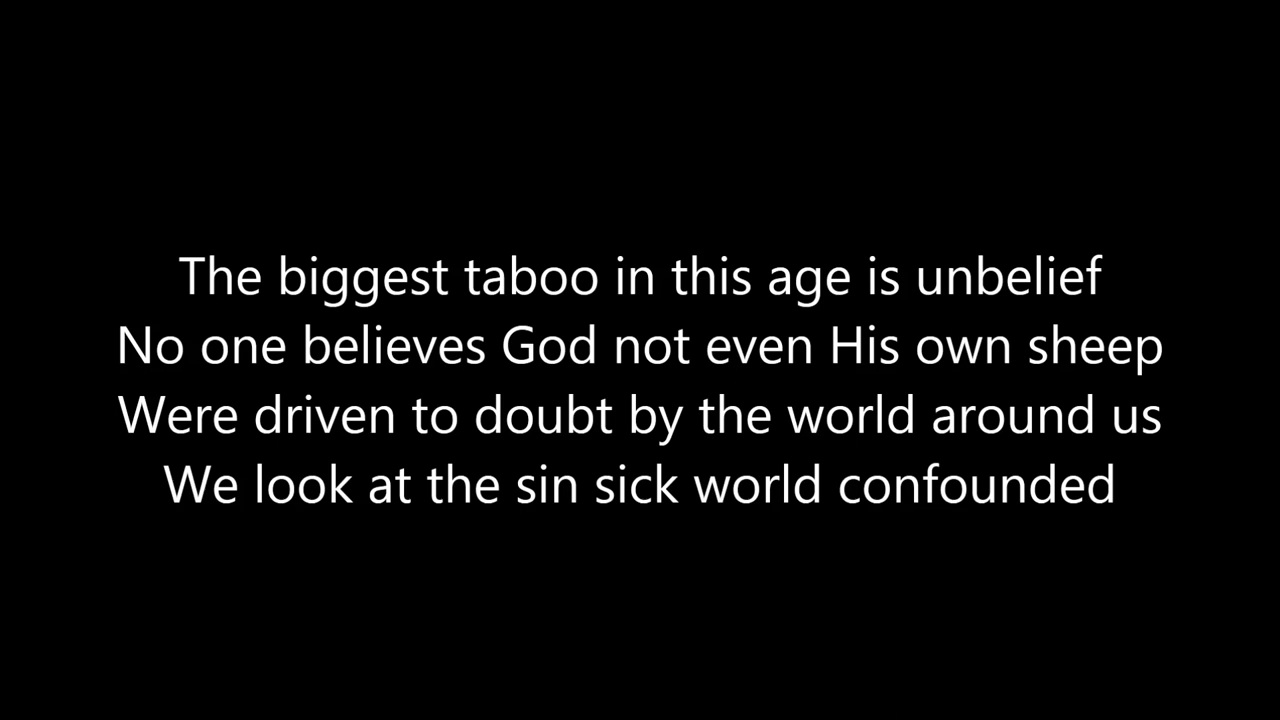 The biggest taboo in this age is unbelief
No one believes God not even His own sheep
Were driven to doubt by the world around us
We look at the sin sick world confounded